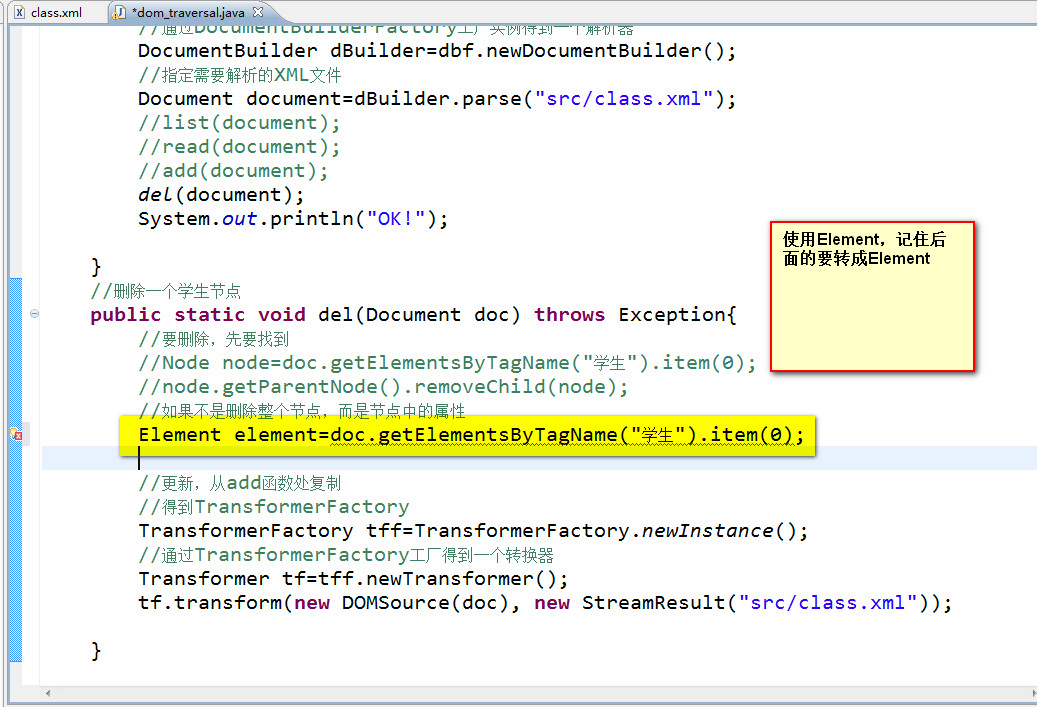 class.xml
*dom_traversal.java
//通过DocumentBuilderFactory工厂实例得到一个解析器
DocumentBuilder dBuilder=dbf.newDocumentBuilder();
//指定需要解析的XML文件
Document document=dBuilder.parse("src/class.xml");
//list(document);
//read(document);
//add(document);
del(document);
System.out.println("OK!");
}
//删除一个学生节点
public static void del(Document doc) throws Exception{
//要删除，先要找到
//Node node=doc.getElementsByTagName("学生").item(0);
//node.getParentNode().removeChild(node);
//如果不是删除整个节点，而是节点中的属性
Element element=doc.getElementsByTagName("学生").item(0);
//更新，从add函数处复制
//得到TransformerFactory
TransformerFactory tff=TransformerFactory.newInstance();
//通过TransformerFactory工厂得到一个转换器
Transformer tf=tff.newTransformer();
tf.transform(new DOMSource(doc), new StreamResult("src/class.xml"));
}
使用Element，记住后
面的要转成Element